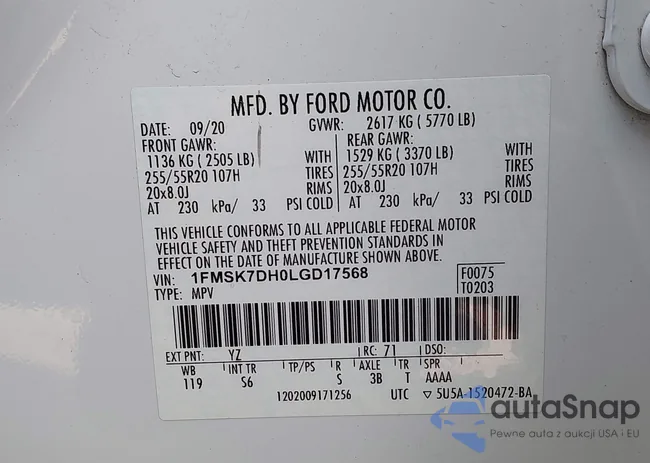 MFD. BY FORD MOTOR CO.
DATE: 09/20 GVWR: 2617 KG ( 5770 LB)
FRONT GAWR: REAR GAWR:
1136 KG ( 2505 LB) WITH 1529 KG ( 3370 LB) WITH
255/55R20 107H TIRES 255/55R20 107H TIRES
20x8.0J RIMS 20x8.0J RIMS
AT 230 kPa/ 33 PSI COLD AT 230 kPa/ 33 PSI COLD
THIS VEHICLE CONFORMS TO ALL APPLICABLE FEDERAL MOTOR
VEHICLE SAFETY AND THEFT PREVENTION STANDARDS IN
EFFECT ON THE DATE OF MANUFACTURE SHOWN ABOVE.
VIN: 1FMSK7DH0LGD17568 F0075
TYPE: MPV T0203
EXT PNT: YZ RC: 71 DSO:
WB INT TR TP/PS R AXLE TR SPR
119 S6 S 3B T AAAA
1202009171256 UTC ▽ 5U5A-1520472-BA
autaSnap
Pewne auta z aukcji USA i EU